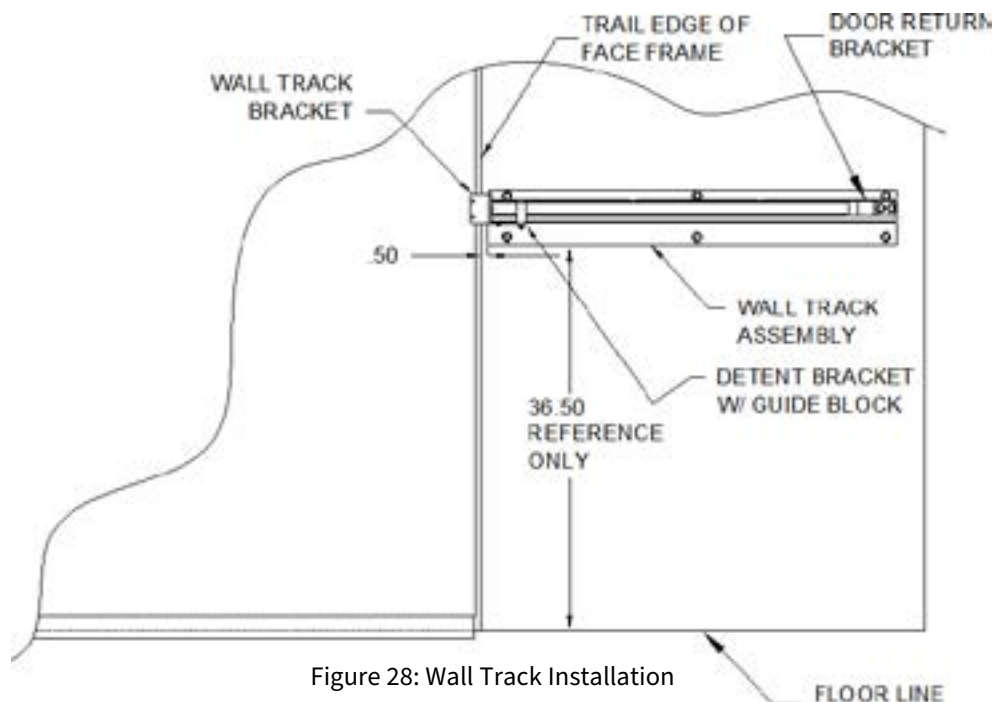 TRAIL EDGE OF
FACE FRAME
DOOR RETURN
BRACKET
WALL TRACK
BRACKET
.50
WALL TRACK
ASSEMBLY
DETENT BRACKET
W/ GUIDE BLOCK
36.50
REFERENCE
ONLY
Figure 28: Wall Track Installation
FLOOR LINE